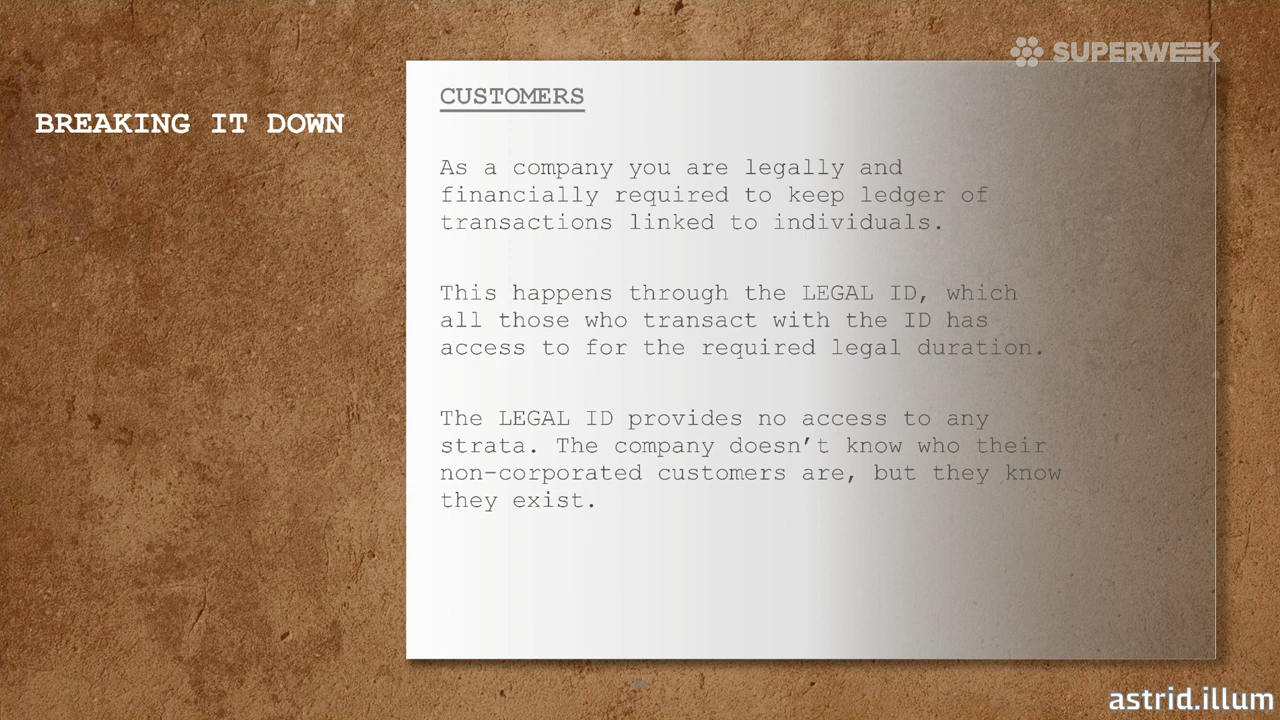 SUPERWEEK
BREAKING IT DOWN
CUSTOMERS
As a company you are legally and
financially required to keep ledger of
transactions linked to individuals.
This happens through the LEGAL ID, which
all those who transact with the ID has
access to for the required legal duration.
The LEGAL ID provides no access to any
strata. The company doesn’t know who their
non-corporated customers are, but they know
they exist.
astrid.illum